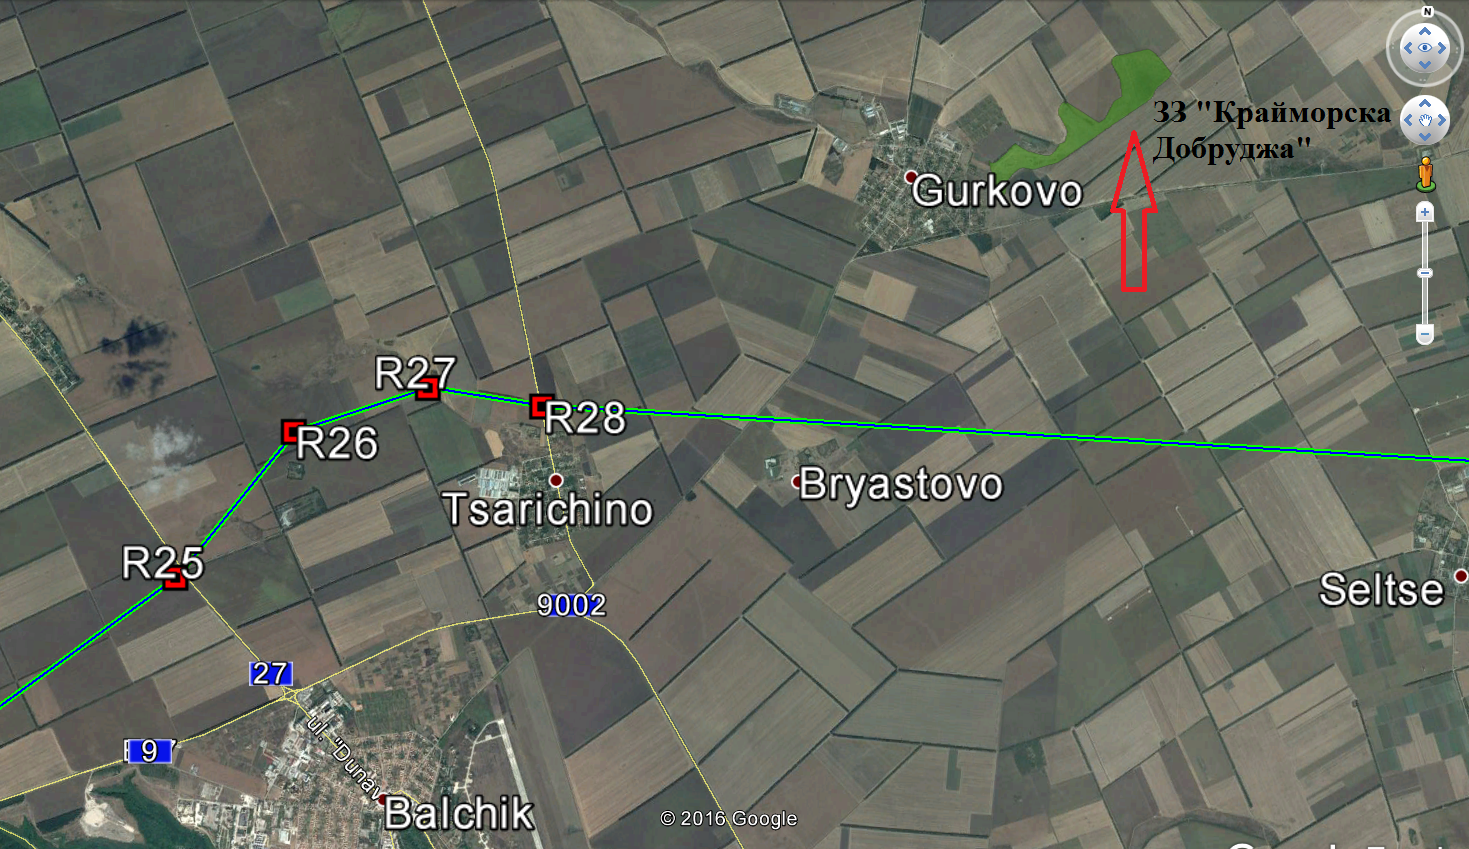 N
ЗЗ "Крайморска
Добруджа"
Gurkovo
R27
R28
R26
Tsarichino
Bryastovo
R25
Seltse
9002
27
9
ul. "Dunav
Balchik
© 2016 Google